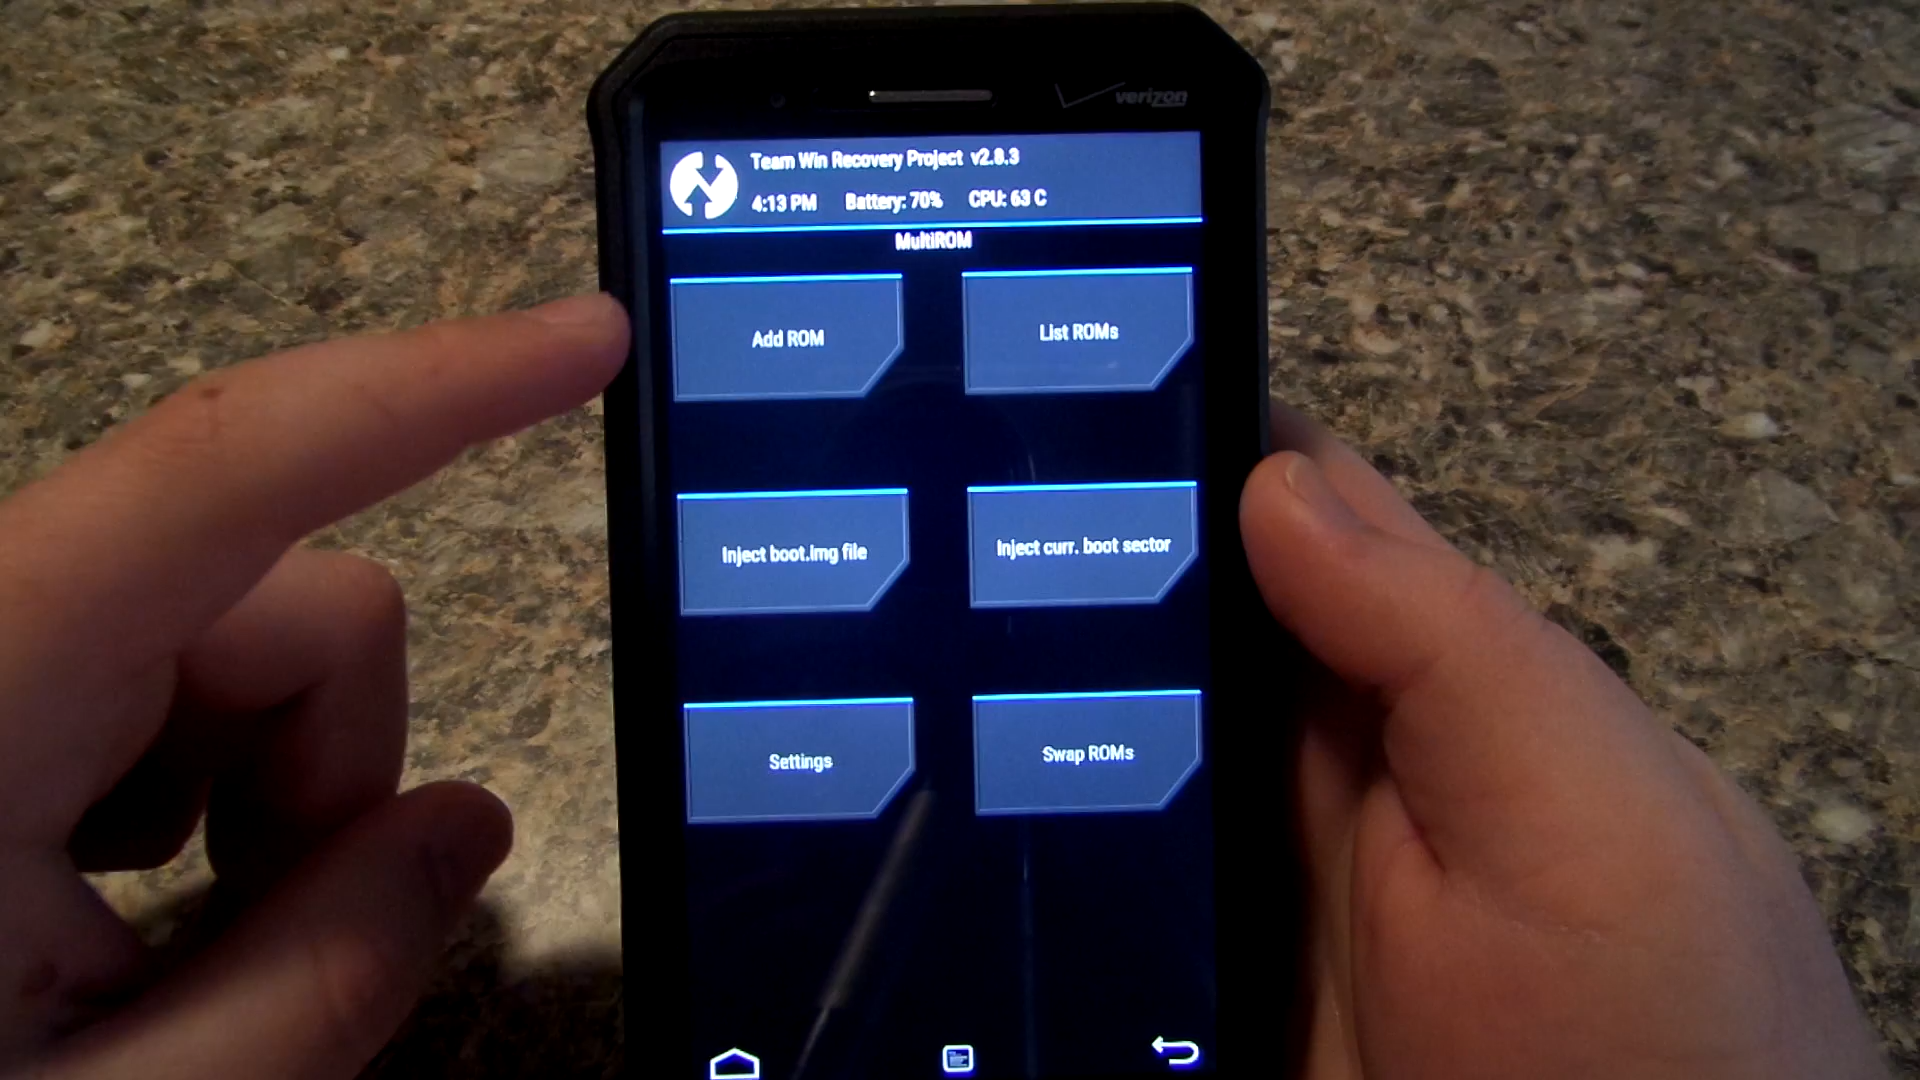 verizon
Team Win Recovery Project v2.8.3
4:13 PM Battery: 70% CPU: 63 C
MultiROM
Add ROM
List ROMs
Inject boot.img file
Inject curr. boot sector
Settings
Swap ROMs